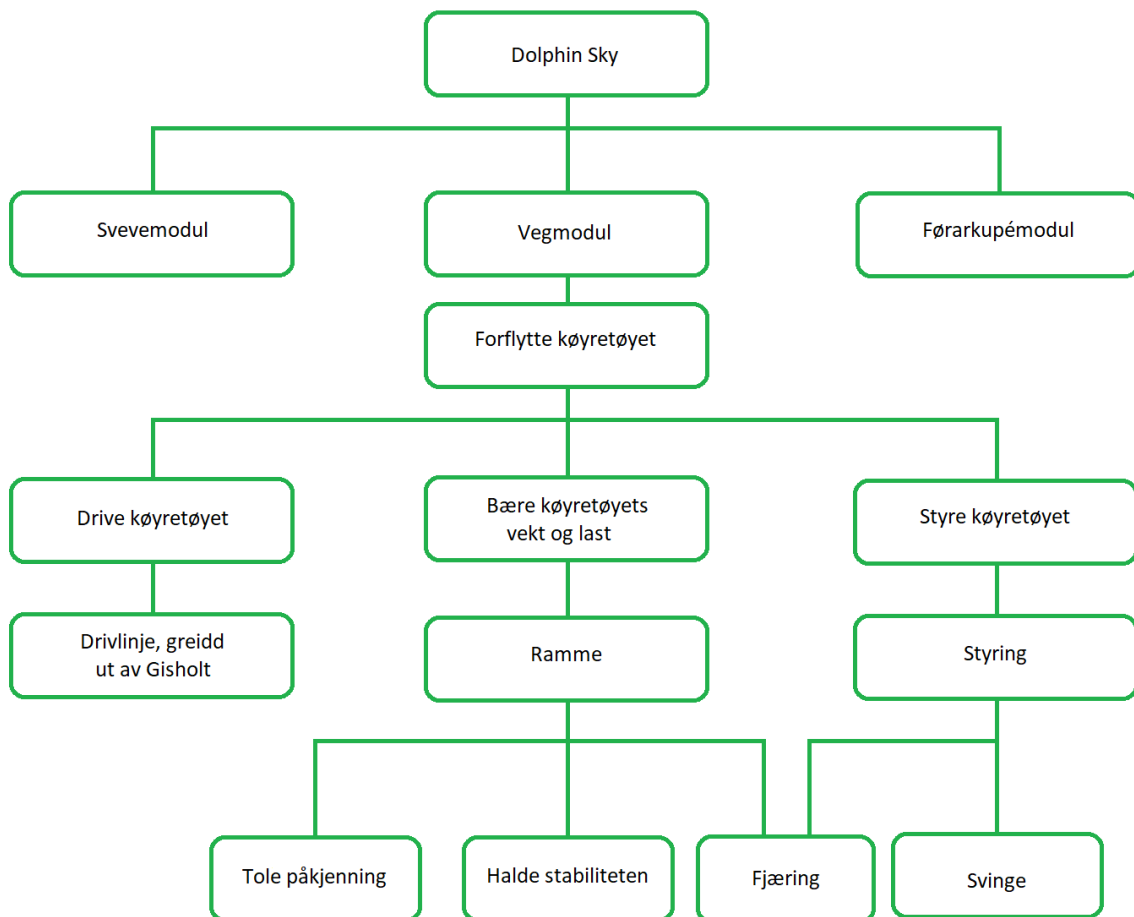 Dolphin Sky
Svevemodul
Vegmodul
Førarkupémodul
Forflytte køyretøyet
Drive køyretøyet
Bære køyretøyets
vekt og last
Styre køyretøyet
Drivlinje, greidd
ut av Gisholt
Ramme
Styring
Tole påkjenning
Halde stabiliteten
Fjæring
Svinge